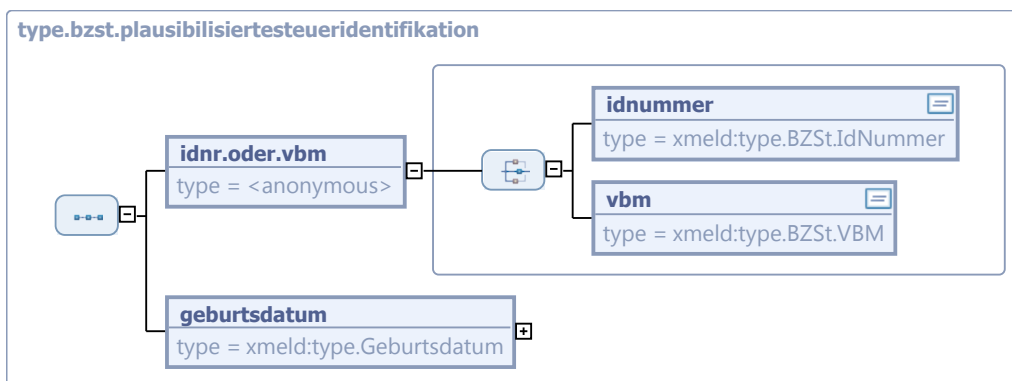 type.bzst.plausibilisiertesteueridentifikation
idnummer
type = xmeld:type.BZSt.IdNummer
idnr.oder.vbm
type = <anonymous>
vbm
type = xmeld:type.BZSt.VBM
geburtsdatum
type = xmeld:type.Geburtsdatum